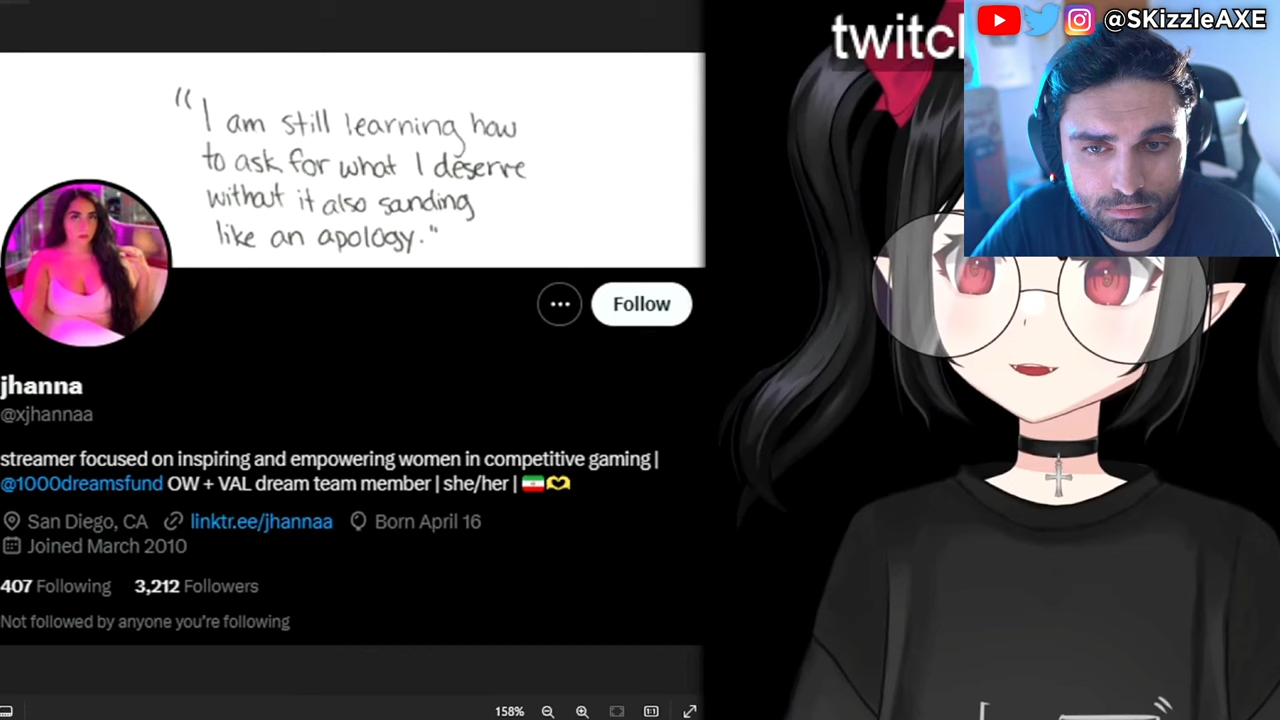 twitch
@SKizzleAXE
"I am still learning how
to ask for what I deserve
without it also sanding
like an apology."
Follow
jhanna
@xjhannaa
streamer focused on inspiring and empowering women in competitive gaming |
@1000dreamsfund OW + VAL dream team member | she/her |
San Diego, CA linktr.ee/jhannaa Born April 16
Joined March 2010
407 Following 3,212 Followers
Not followed by anyone you're following
158%